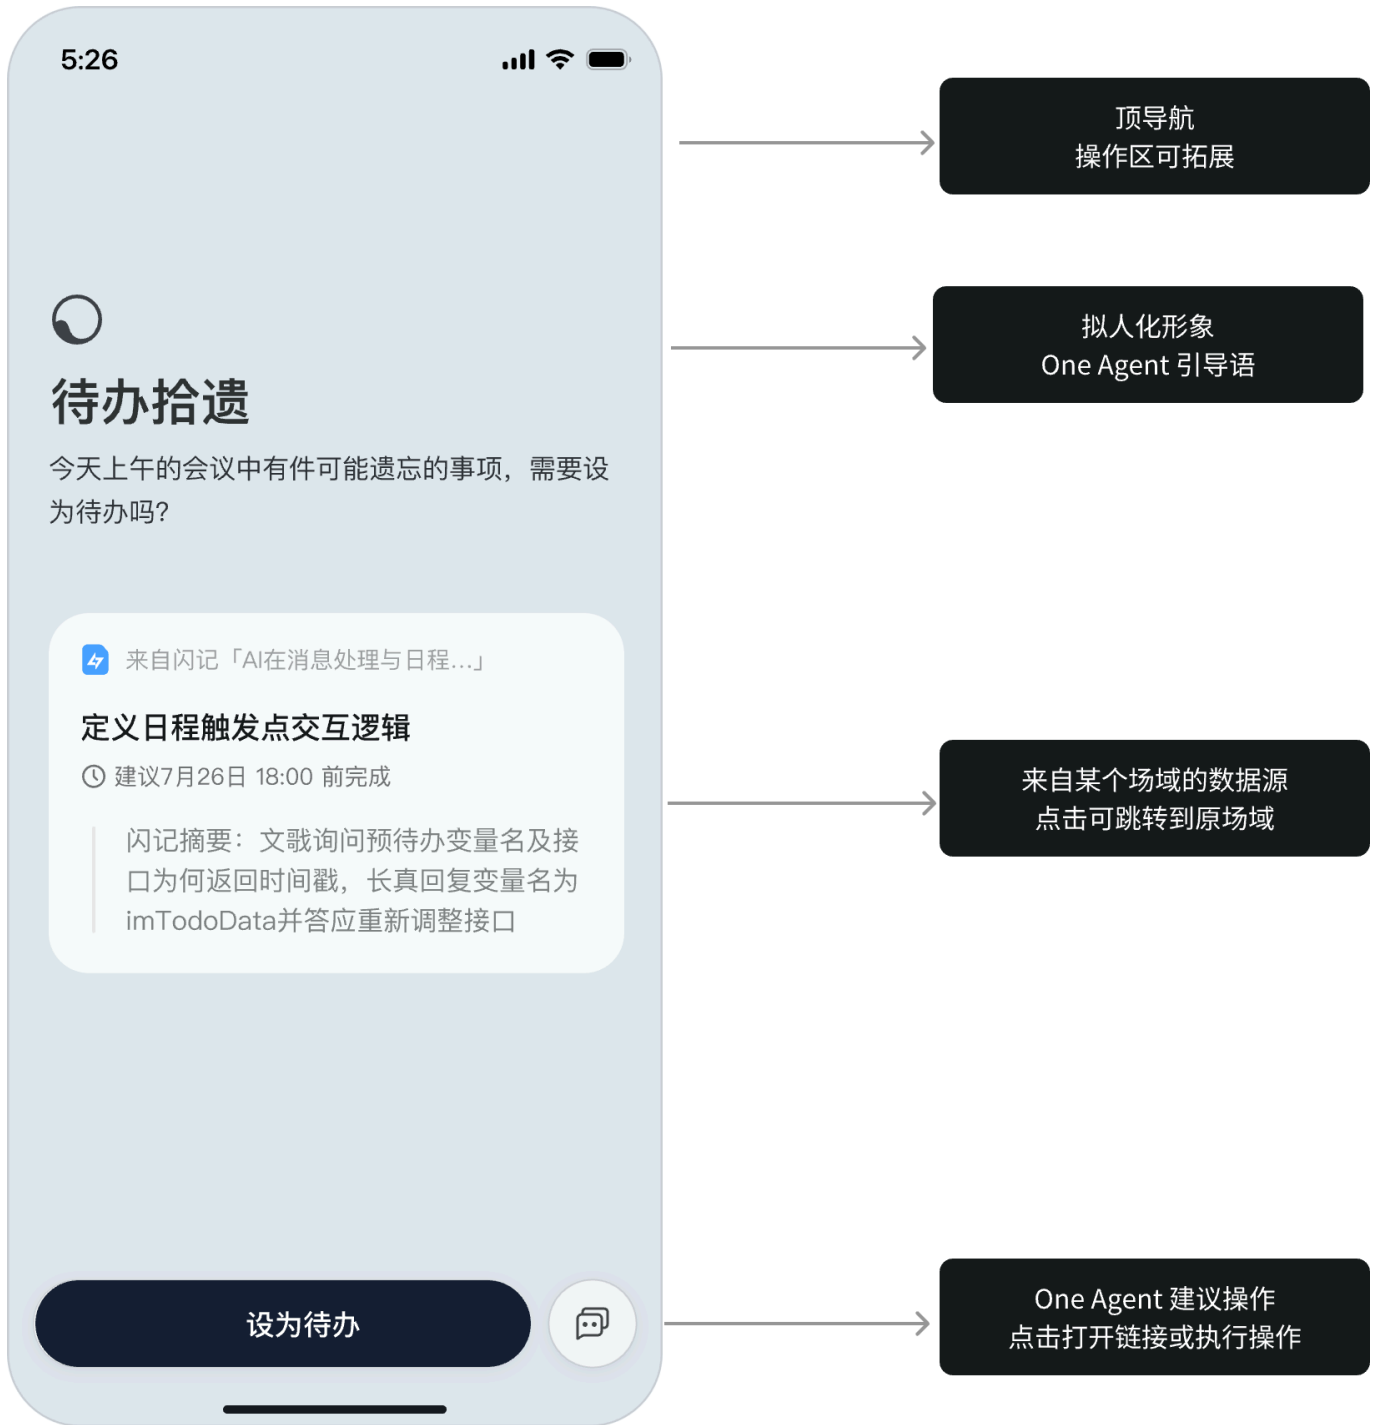 5:26
顶导航
操作区可拓展
拟人化形象
One Agent 引导语
待办拾遗
今天上午的会议中有件可能遗忘的事项，需要设
为待办吗？
来自闪记「AI在消息处理与日程...」
定义日程触发点交互逻辑
建议7月26日 18:00 前完成
闪记摘要：文戬询问预待办变量名及接
口为何返回时间戳，长真回复变量名为
imTodoData并答应重新调整接口
来自某个场域的数据源
点击可跳转到原场域
设为待办
One Agent 建议操作
点击打开链接或执行操作